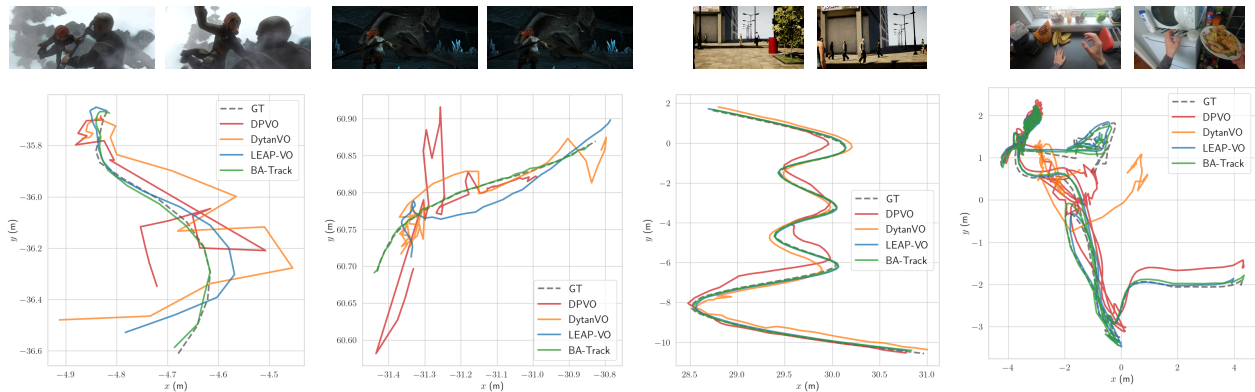 GT
DPVO
DytanVO
LEAP-VO
BA-Track
−35.8
−36.0
−36.2
−36.4
−36.6
y (m)
−4.9 −4.8 −4.7 −4.6 −4.5
x (m)
60.90
60.85
60.80
60.75
60.70
60.65
60.60
y (m)
GT
DPVO
DytanVO
LEAP-VO
BA-Track
−31.4 −31.3 −31.2 −31.1 −31.0 −30.9 −30.8
x (m)
2
0
−2
−4
−6
−8
−10
y (m)
GT
DPVO
DytanVO
LEAP-VO
BA-Track
28.5 29.0 29.5 30.0 30.5 31.0
x (m)
GT
DPVO
DytanVO
LEAP-VO
BA-Track
2
1
0
−1
−2
−3
y (m)
−4 −2 0 2 4
x (m)